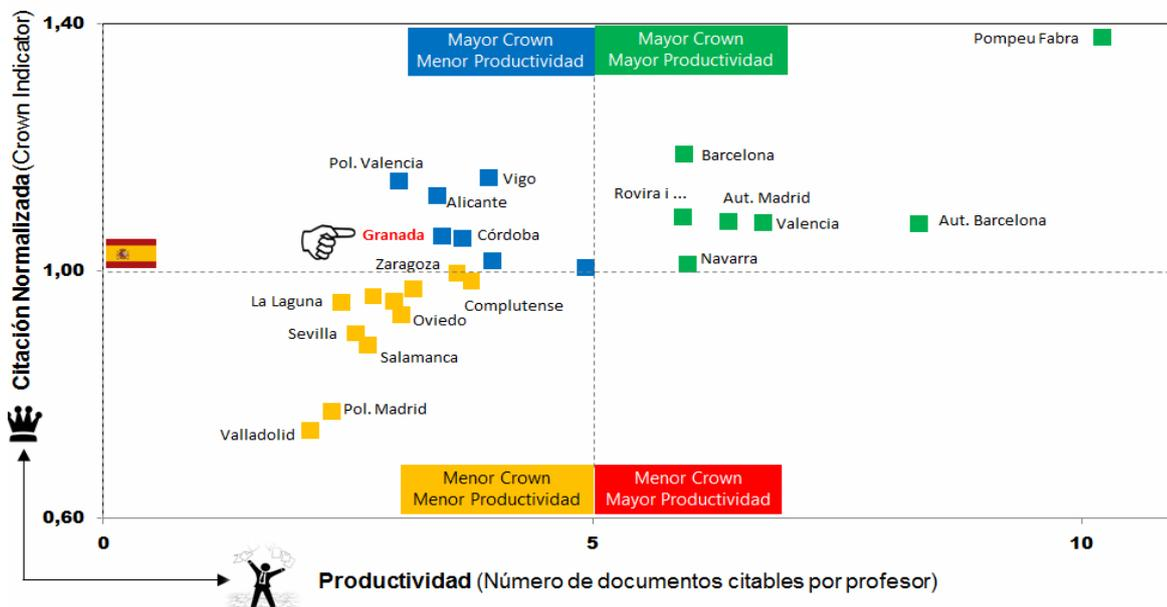 Citación Normalizada (Crown Indicator)
1,40
Mayor Crown
Menor Productividad
Mayor Crown
Mayor Productividad
Pompeu Fabra
Pol. Valencia
Vigo
Alicante
Barcelona
Rovira i ...
Aut. Madrid
Valencia
Aut. Barcelona
Granada
Córdoba
Navarra
Zaragoza
1,00
La Laguna
Complutense
Oviedo
Sevilla
Salamanca
Pol. Madrid
Valladolid
Menor Crown
Menor Productividad
Menor Crown
Mayor Productividad
0,60
0
5
10
Productividad (Número de documentos citables por profesor)